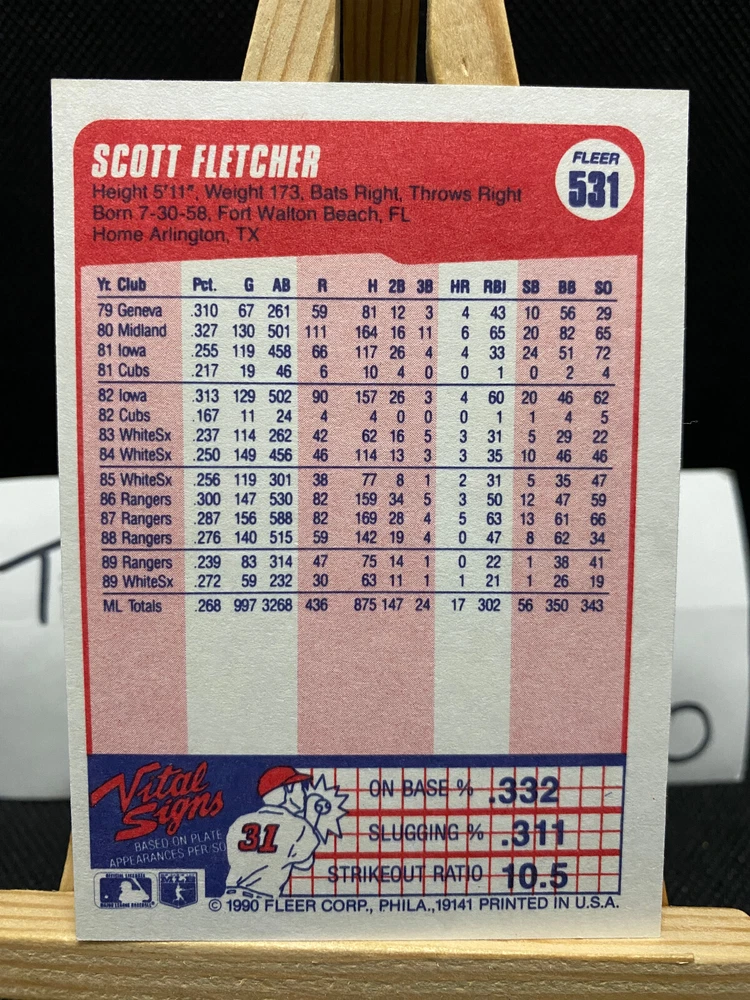 SCOTT FLETCHER
FLEER
531
Height 5'11", Weight 173, Bats Right, Throws Right
Born 7-30-58, Fort Walton Beach, FL
Home Arlington, TX
Yr. Club Pct. G AB R H 2B 3B HR RBI SB BB SO
79 Geneva .310 67 261 59 81 12 3 4 43 10 56 29
80 Midland .327 130 501 111 164 16 11 6 65 20 82 65
81 Iowa .255 119 458 66 117 26 4 4 33 24 51 72
81 Cubs .217 19 46 6 10 4 0 0 1 0 2 4
82 Iowa .313 129 502 90 157 26 3 4 60 20 46 62
82 Cubs .167 11 24 4 4 0 0 0 1 1 4 5
83 WhiteSx .237 114 262 42 62 16 5 3 31 5 29 22
84 WhiteSx .250 149 456 46 114 13 3 3 35 10 46 46
85 WhiteSx .256 119 301 38 77 8 1 2 31 5 35 47
86 Rangers .300 147 530 82 159 34 5 3 50 12 47 59
87 Rangers .287 156 588 82 169 28 4 5 63 13 61 66
88 Rangers .276 140 515 59 142 19 4 0 47 8 62 34
89 Rangers .239 83 314 47 75 14 1 0 22 1 38 41
89 WhiteSx .272 59 232 30 63 11 1 1 21 1 26 19
ML Totals .268 997 3268 436 875 147 24 17 302 56 350 343
Vital
Signs
BASED ON PLATE
APPEARANCES PER/SO
31
ON BASE % .332
SLUGGING % .311
STRIKEOUT RATIO 10.5
© 1990 FLEER CORP., PHILA.,19141 PRINTED IN U.S.A.